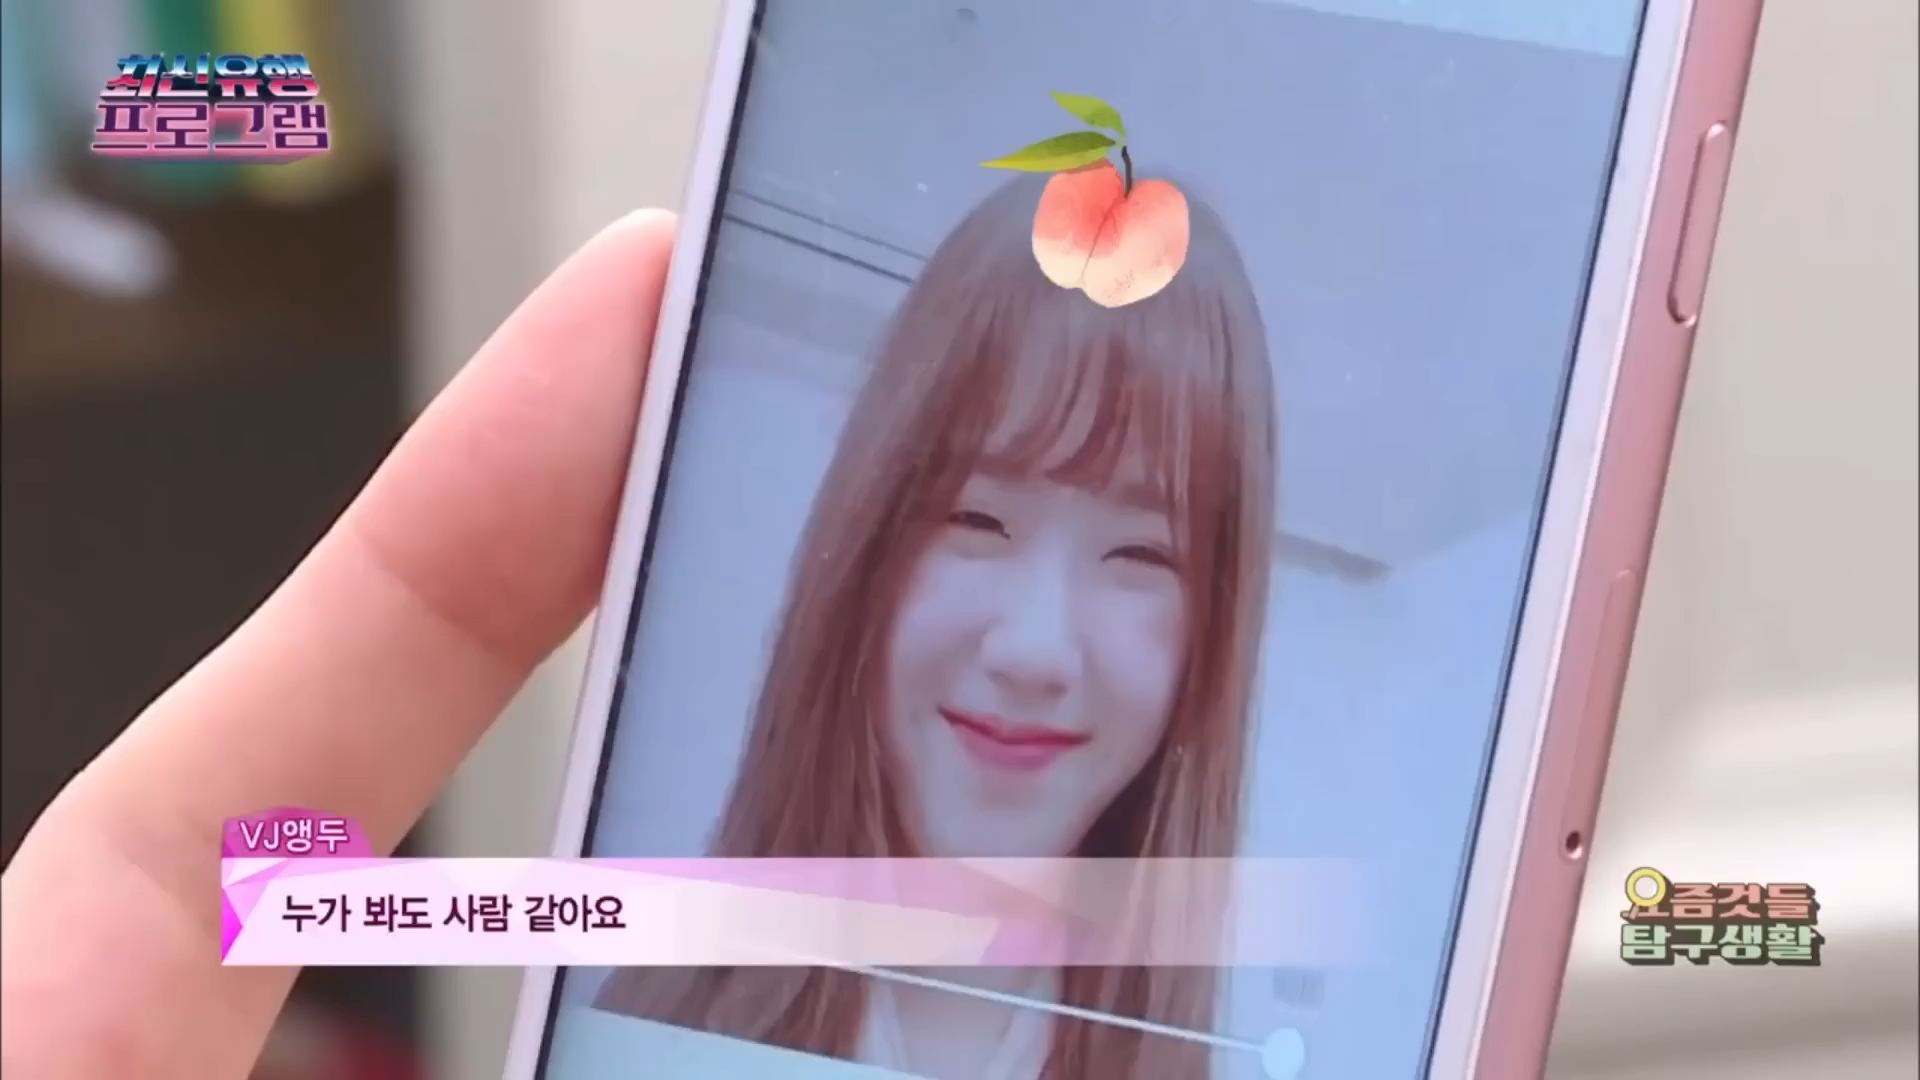 최신유행
프로그램
VJ앵두
누가 봐도 사람 같아요
요즘것들
탐구생활